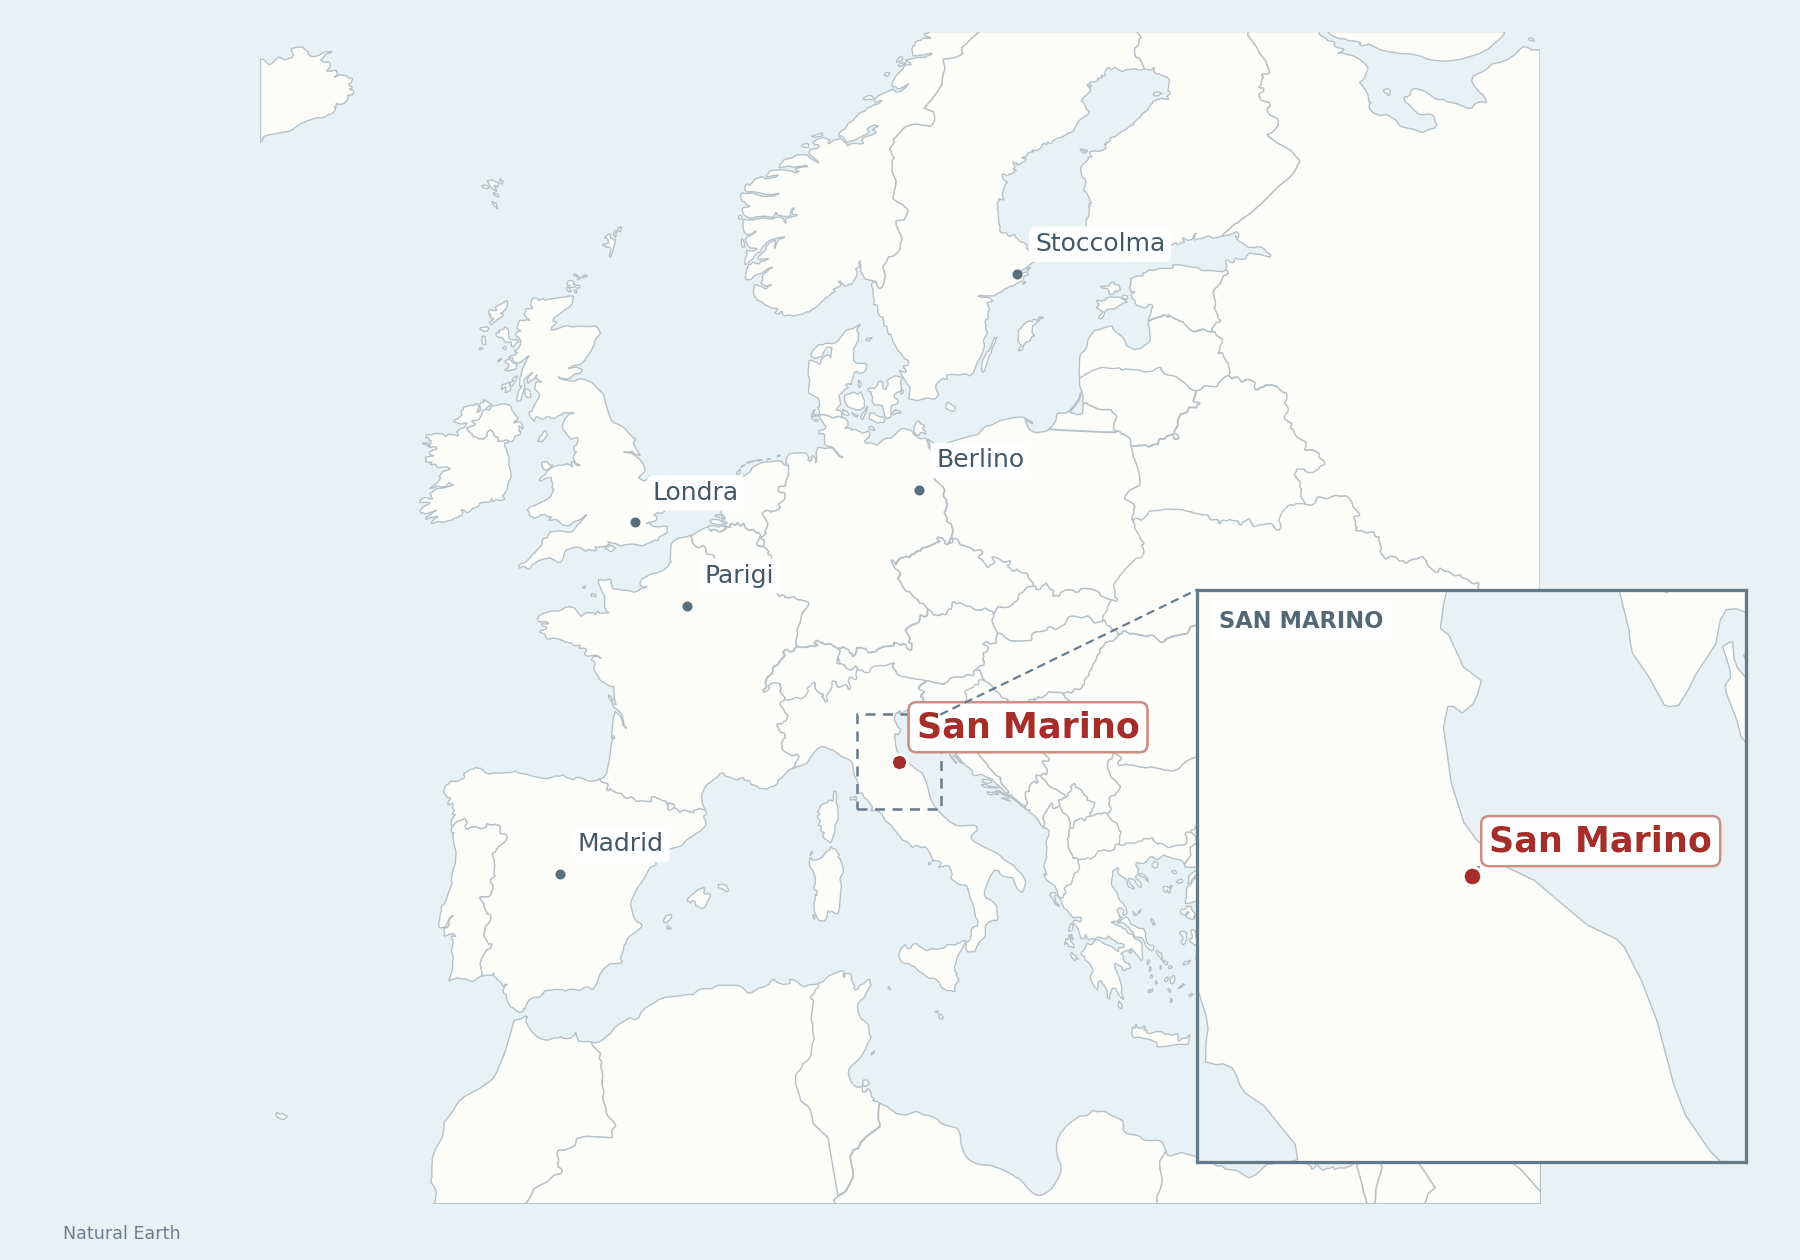 Stoccolma
Berlino
Londra
Parigi
SAN MARINO
San Marino
San Marino
Madrid
Natural Earth